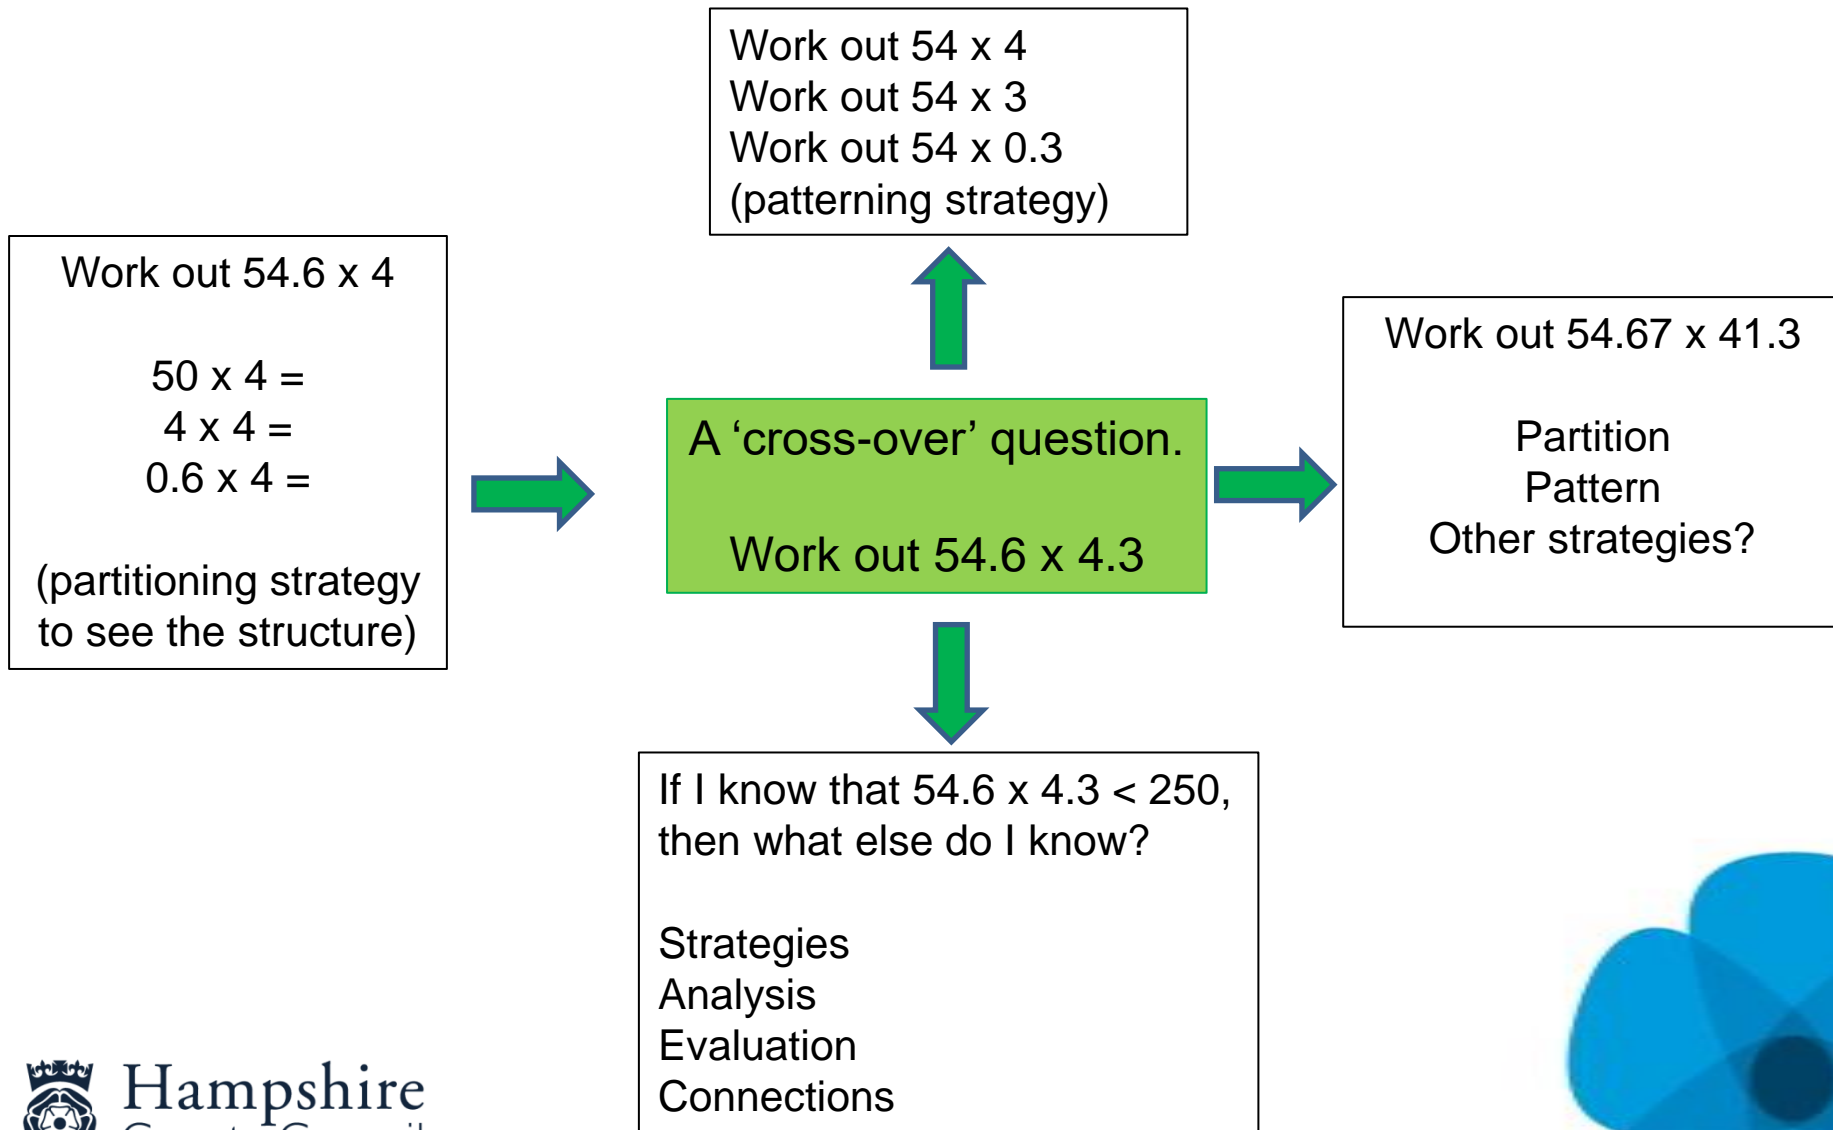 Work out 54 x 4
Work out 54 x 3
Work out 54 x 0.3
(patterning strategy)
Work out 54.6 x 4
50 x 4 =
4 x 4 =
0.6 x 4 =
(partitioning strategy
to see the structure)
A ‘cross-over’ question.
Work out 54.6 x 4.3
Work out 54.67 x 41.3
Partition
Pattern
Other strategies?
If I know that 54.6 x 4.3 < 250,
then what else do I know?
Strategies
Analysis
Evaluation
Connections
Hampshire
County Council